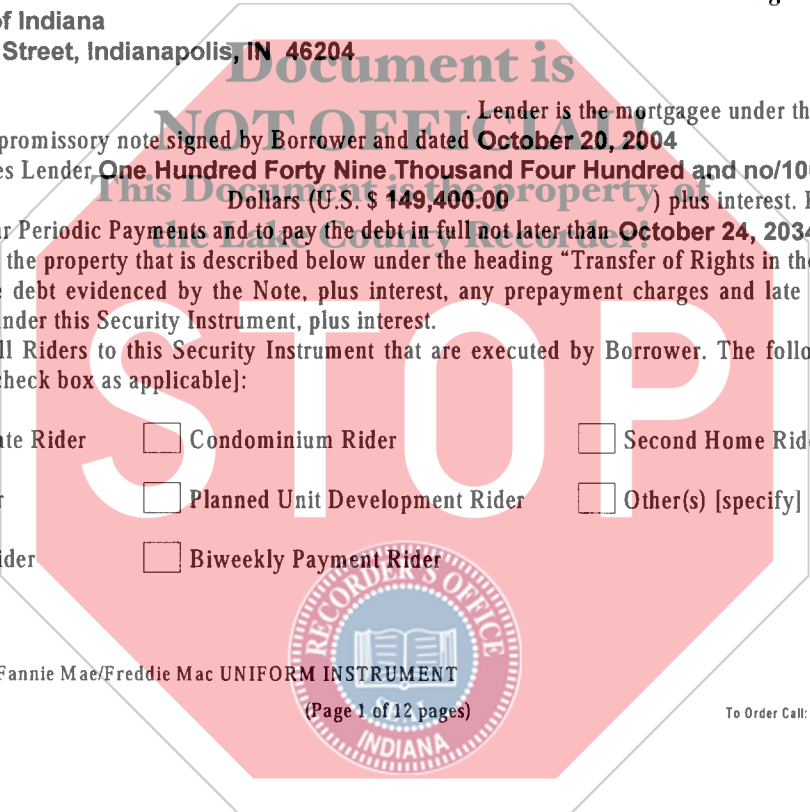 of Indiana
Street, Indianapolis, IN 46204
Document is
. Lender is the mortgagee under th
NOT OFFICIAL!
promissory note signed by Borrower and dated October 20, 2004
es Lender One Hundred Forty Nine Thousand Four Hundred and no/10
This Document is the property of
Dollars (U.S. $ 149,400.00 ) plus interest.
r Periodic Payments and to pay the debt in full not later than October 24, 2034
the Lake County Recorder!
the property that is described below under the heading “Transfer of Rights in the
debt evidenced by the Note, plus interest, any prepayment charges and late
nder this Security Instrument, plus interest.
ll Riders to this Security Instrument that are executed by Borrower. The follo
check box as applicable]:
STOP
ate Rider Condominium Rider Second Home Rid
r Planned Unit Development Rider Other(s) [specify]
ider Biweekly Payment Rider
RECORDER'S OFFICE
Fannie Mae/Freddie Mac UNIFORM INSTRUMENT
(Page 1 of 12 pages) To Order Call:
SEAL
INDIANA